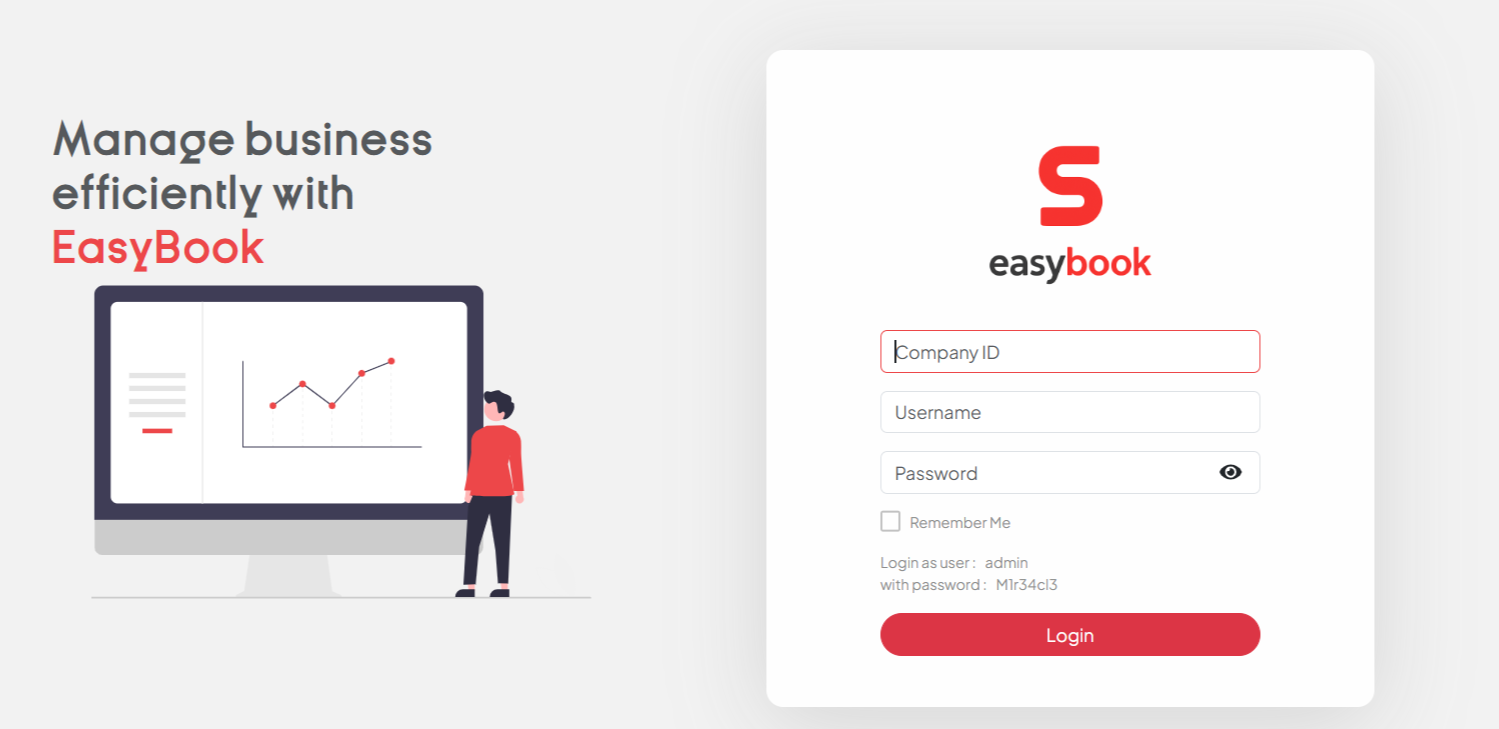 Manage business
efficiently with
EasyBook
S
easybook
Company ID
Username
Password
Remember Me
Login as user : admin
with password : M1r34cl3
Login